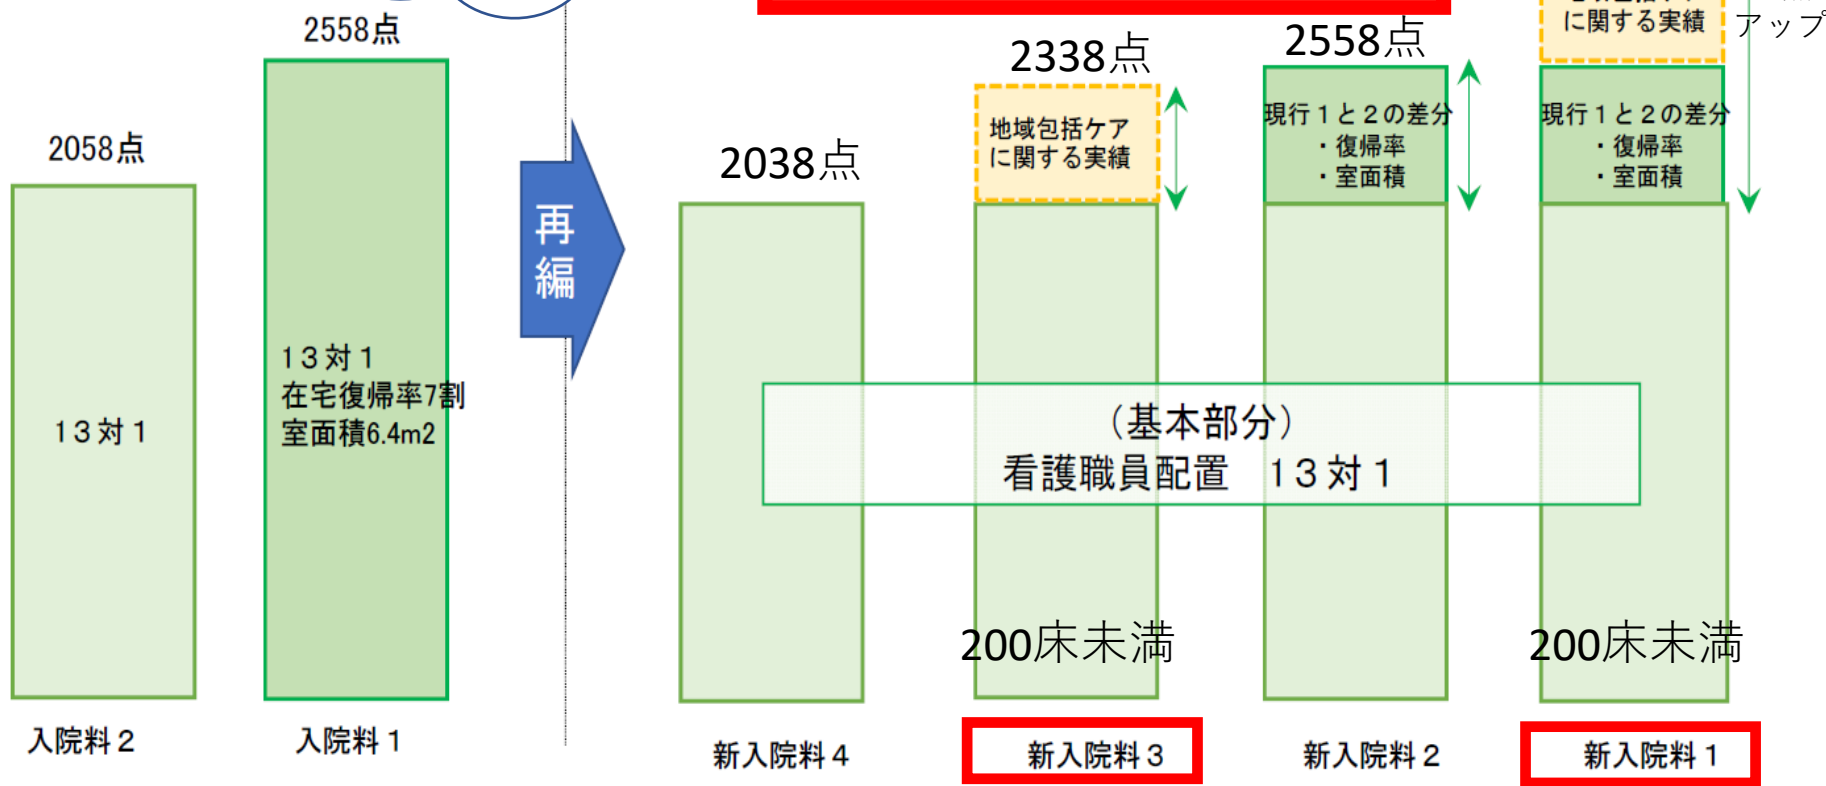 2058点
13対1
入院料2
2558点
13対1
在宅復帰率7割
室面積6.4m2
入院料1
再
編
2038点
新入院料4
2338点
地域包括ケア
に関する実績
200床未満
新入院料3
2558点
現行1と2の差分
・復帰率
・室面積
新入院料2
に関する実績
アップ
現行1と2の差分
・復帰率
・室面積
200床未満
新入院料1
（基本部分）
看護職員配置　13対1